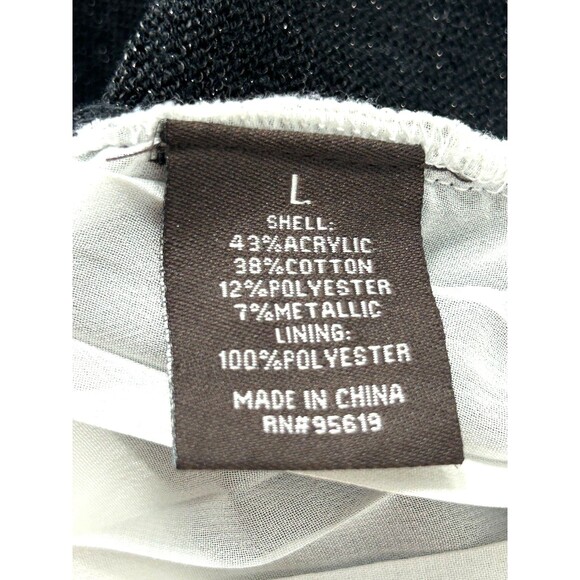 L
SHELL:
43%ACRYLIC
38%COTTON
12%POLYESTER
7%METALLIC
LINING:
100%POLYESTER
MADE IN CHINA
RN#95619